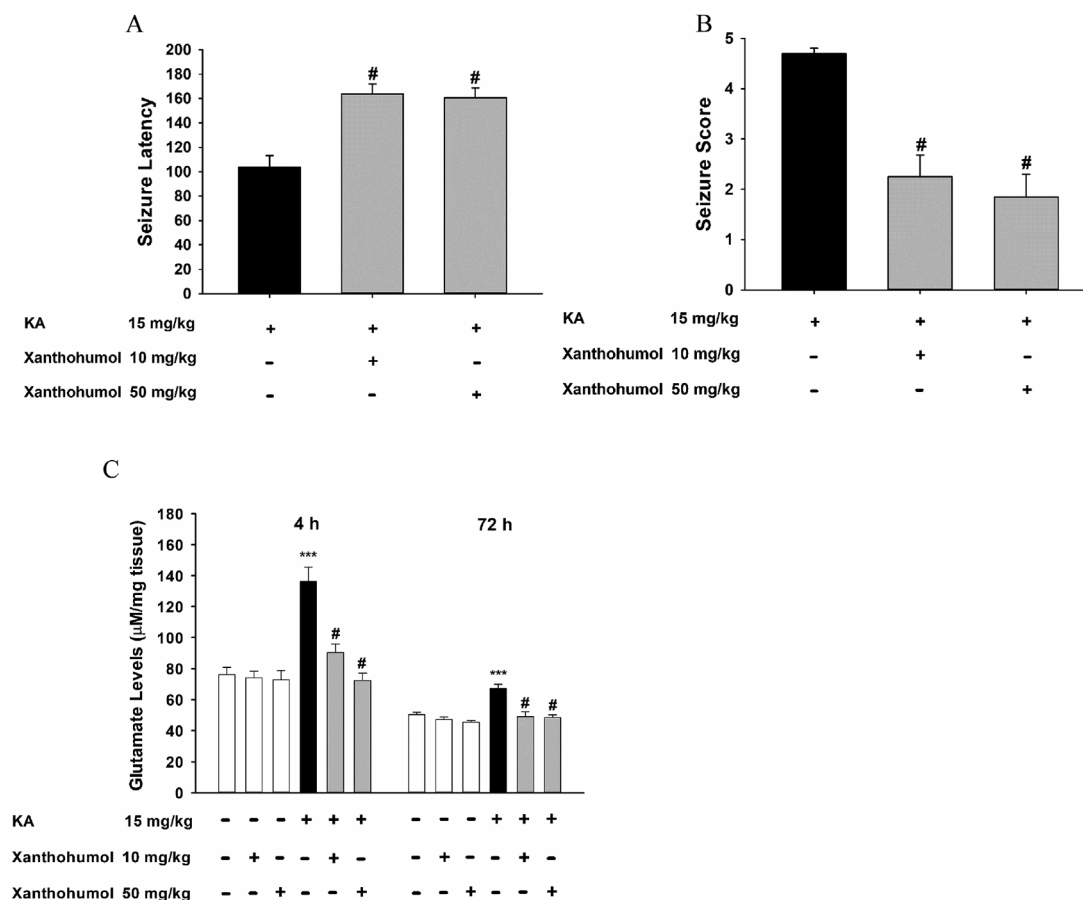 A
Seizure Latency
200
180
160
140
120
100
80
60
40
20
0
# #
KA 15 mg/kg + + +
Xanthohumol 10 mg/kg - + -
Xanthohumol 50 mg/kg - - +
B
Seizure Score
5
4
3
2
1
0
# #
KA 15 mg/kg + + +
Xanthohumol 10 mg/kg - + -
Xanthohumol 50 mg/kg - - +
C
Glutamate Levels (µM/mg tissue)
180
160
140
120
100
80
60
40
20
0
4 h 72 h
*** # # *** # #
KA 15 mg/kg - - - + + + - - - + + +
Xanthohumol 10 mg/kg - + - - + - - + - - + -
Xanthohumol 50 mg/kg - - + - - + - - + - - +